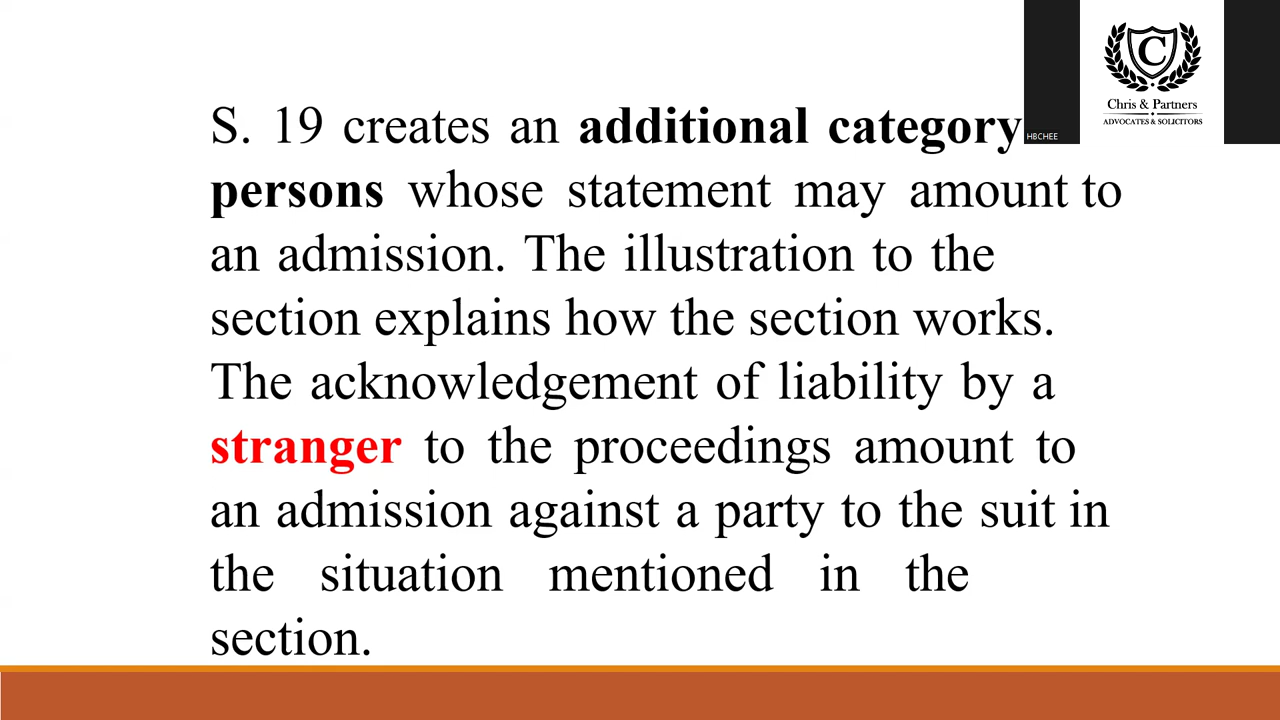 C
Chris & Partners
ADVOCATES & SOLICITORS
HBCHEE
S. 19 creates an additional category
persons whose statement may amount to
an admission. The illustration to the
section explains how the section works.
The acknowledgement of liability by a
stranger to the proceedings amount to
an admission against a party to the suit in
the situation mentioned in the
section.